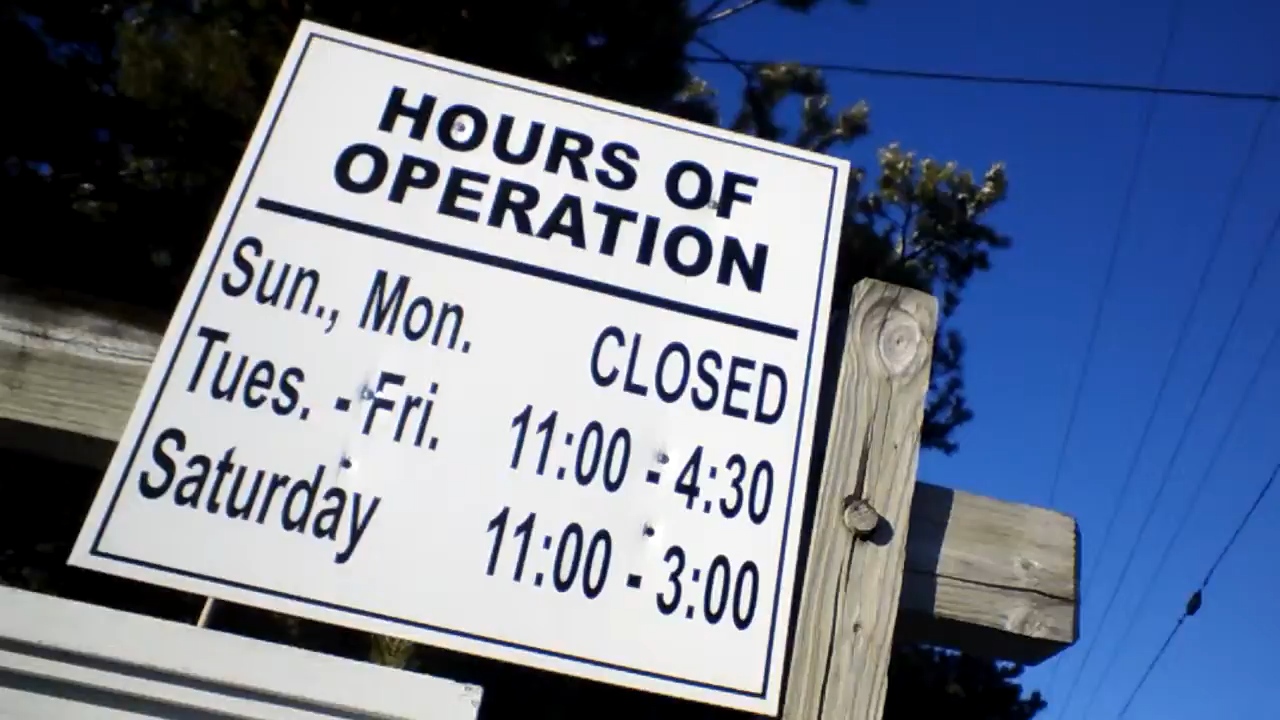 HOURS OF
OPERATION
Sun., Mon. CLOSED
Tues. - Fri. 11:00 - 4:30
Saturday 11:00 - 3:00